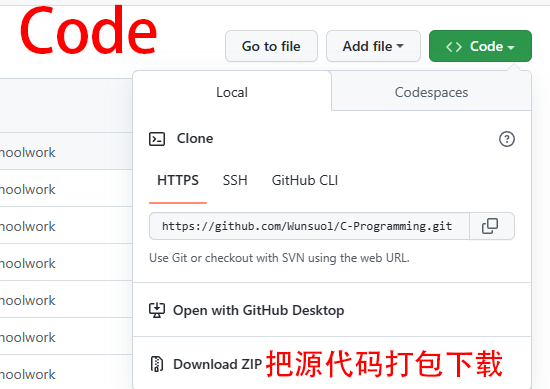 Code
Go to file
Add file
<> Code
Local
Codespaces
Clone
?
HTTPS
SSH
GitHub CLI
https://github.com/Wunsuol/C-Programming.git
Use Git or checkout with SVN using the web URL.
Open with GitHub Desktop
Download ZIP 把源代码打包下载
hoolwork
hoolwork
hoolwork
hoolwork
hoolwork
hoolwork
hoolwork